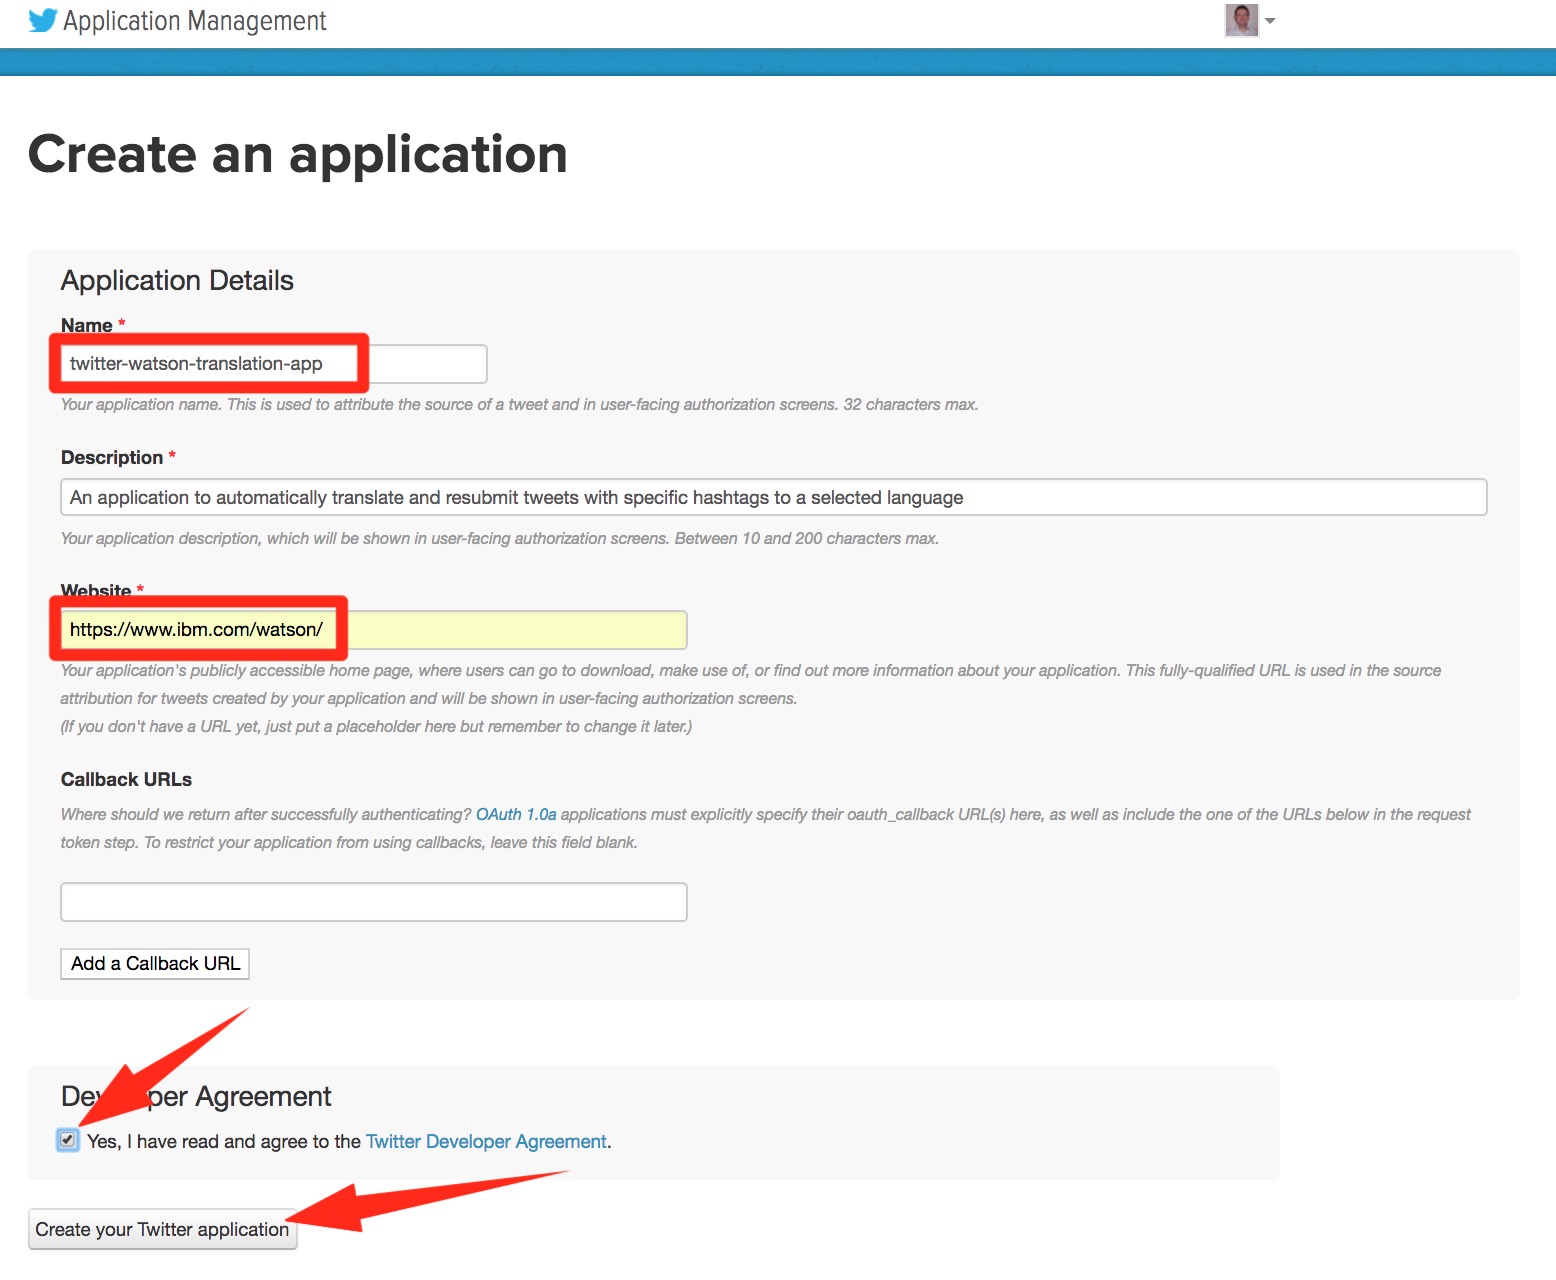 Application Management
Create an application
Application Details
Name *
twitter-watson-translation-app
Your application name. This is used to attribute the source of a tweet and in user-facing authorization screens. 32 characters max.
Description *
An application to automatically translate and resubmit tweets with specific hashtags to a selected language
Your application description, which will be shown in user-facing authorization screens. Between 10 and 200 characters max.
Website *
https://www.ibm.com/watson/
Your application's publicly accessible home page, where users can go to download, make use of, or find out more information about your application. This fully-qualified URL is used in the source
attribution for tweets created by your application and will be shown in user-facing authorization screens.
(If you don't have a URL yet, just put a placeholder here but remember to change it later.)
Callback URLs
Where should we return after successfully authenticating? OAuth 1.0a applications must explicitly specify their oauth_callback URL(s) here, as well as include the one of the URLs below in the request
token step. To restrict your application from using callbacks, leave this field blank.
Add a Callback URL
Developer Agreement
Yes, I have read and agree to the Twitter Developer Agreement.
Create your Twitter application